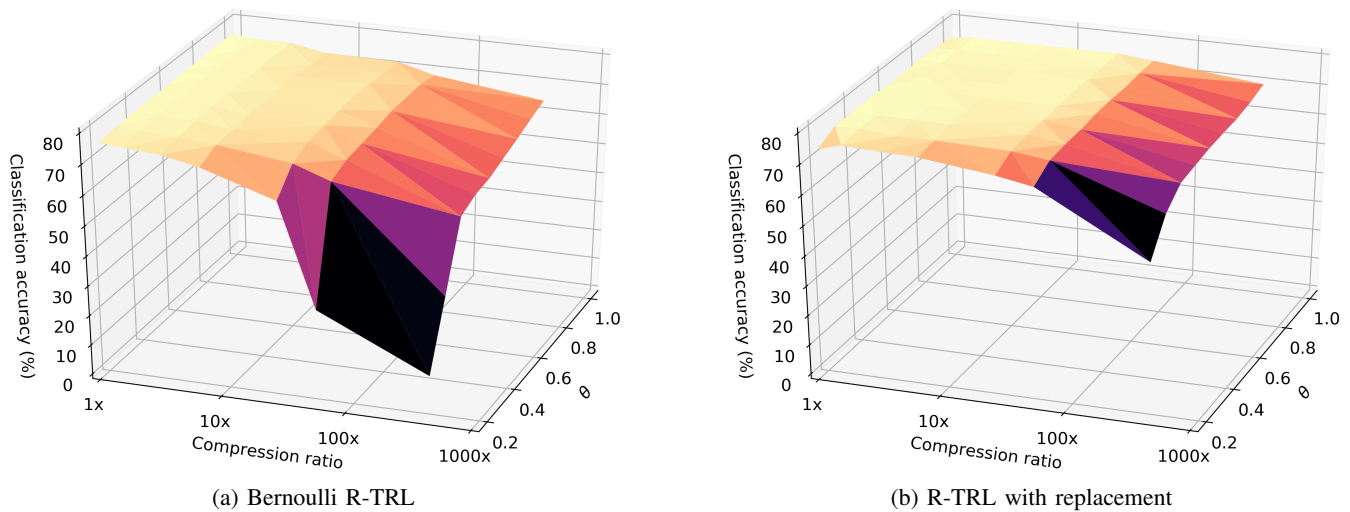 80
70
60
50
40
30
20
10
0
Classification accuracy (%)
1x
10x
100x
1000x
Compression ratio
0.2
0.4
0.6
0.8
1.0
θ
(a) Bernoulli R-TRL
80
70
60
50
40
30
20
10
0
Classification accuracy (%)
1x
10x
100x
1000x
Compression ratio
0.2
0.4
0.6
0.8
1.0
θ
(b) R-TRL with replacement